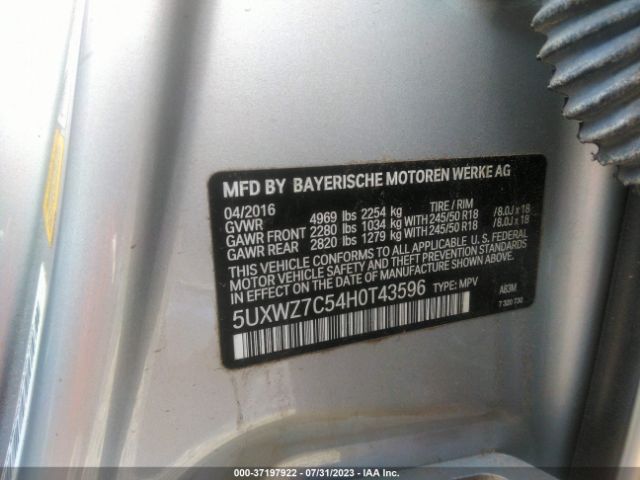 MFD BY BAYERISCHE MOTOREN WERKE AG
04/2016 TIRE / RIM
GVWR 4969 lbs 2254 kg
GAWR FRONT 2280 lbs 1034 kg WITH 245/50 R18 /8.0J x 18
GAWR REAR 2820 lbs 1279 kg WITH 245/50 R18 /8.0J x 18
THIS VEHICLE CONFORMS TO ALL APPLICABLE U. S. FEDERAL
MOTOR VEHICLE SAFETY AND THEFT PREVENTION STANDARDS
IN EFFECT ON THE DATE OF MANUFACTURE SHOWN ABOVE.
5UXWZ7C54H0T43596 TYPE: MPV A83M
7 320 730
000-37197922 / 07/31/2023 - IAA Inc.